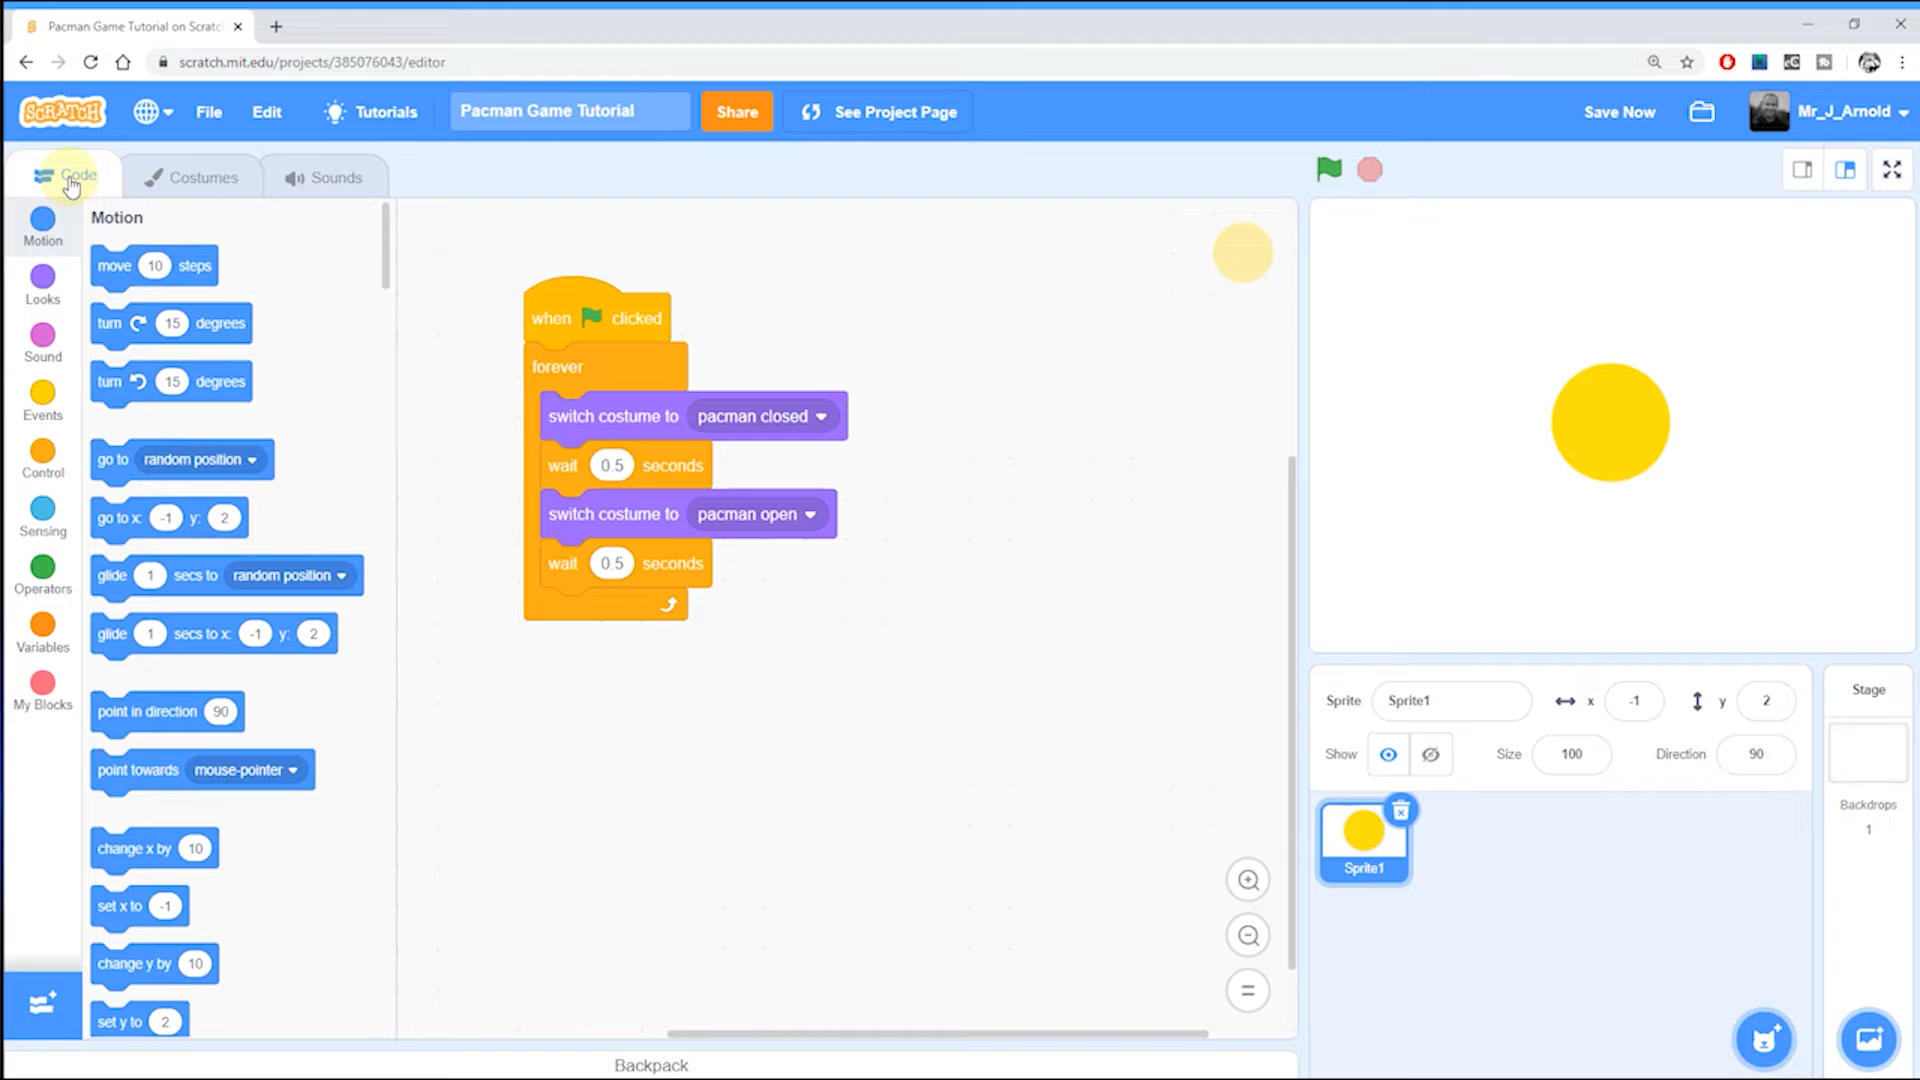 Pacman Game Tutorial on Scratc
scratch.mit.edu/projects/385076043/editor
SCRATCH
File
Edit
Tutorials
Pacman Game Tutorial
Share
See Project Page
Save Now
Mr_J_Arnold
Code
Costumes
Sounds
Motion
Looks
Sound
Events
Control
Sensing
Operators
Variables
My Blocks
Motion
move 10 steps
turn 15 degrees
turn 15 degrees
go to random position
go to x: -1 y: 2
glide 1 secs to random position
glide 1 secs to x: -1 y: 2
point in direction 90
point towards mouse-pointer
change x by 10
set x to -1
change y by 10
set y to 2
when clicked
forever
switch costume to pacman closed
wait 0.5 seconds
switch costume to pacman open
wait 0.5 seconds
Backpack
Sprite Sprite1 x -1 y 2
Show Size 100 Direction 90
Sprite1
Stage
Backdrops
1